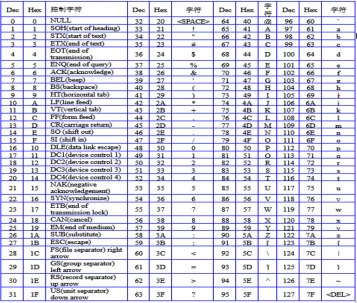 Dec Hex 控制字符 Dec Hex 字符 Dec Hex 字符 Dec Hex 字符
0 0 NULL 32 20 <SPACE> 64 40 @ 96 60 `
1 1 SOH(start of heading) 33 21 ! 65 41 A 97 61 a
2 2 STX(start of text) 34 22 " 66 42 B 98 62 b
3 3 ETX(end of text) 35 23 # 67 43 C 99 63 c
4 4 EOT(end of transmission) 36 24 $ 68 44 D 100 64 d
5 5 ENQ(end of query) 37 25 % 69 45 E 101 65 e
6 6 ACK(acknowledge) 38 26 & 70 46 F 102 66 f
7 7 BEL(beep) 39 27 ' 71 47 G 103 67 g
8 8 BS(backspace) 40 28 ( 72 48 H 104 68 h
9 9 HT(horizontal tab) 41 29 ) 73 49 I 105 69 i
10 A LF(line feed) 42 2A * 74 4A J 106 6A j
11 B VT(vertical tab) 43 2B + 75 4B K 107 6B k
12 C FF(form feed) 44 2C , 76 4C L 108 6C l
13 D CR(carriage return) 45 2D - 77 4D M 109 6D m
14 E SO (shift out) 46 2E . 78 4E N 110 6E n
15 F SI (shift in) 47 2F / 79 4F O 111 6F o
16 10 DLE(data link escape) 48 30 0 80 50 P 112 70 p
17 11 DC1(device control 1) 49 31 1 81 51 Q 113 71 q
18 12 DC2(device control 2) 50 32 2 82 52 R 114 72 r
19 13 DC3(device control 3) 51 33 3 83 53 S 115 73 s
20 14 DC4(device control 4) 52 34 4 84 54 T 116 74 t
21 15 NAK(negative acknowledgement) 53 35 5 85 55 U 117 75 u
22 16 SYN(synchronize) 54 36 6 86 56 V 118 76 v
23 17 ETB(end of transmission lock) 55 37 7 87 57 W 119 77 w
24 18 CAN(cancel) 56 38 8 88 58 X 120 78 x
25 19 EM(end of medium) 57 39 9 89 59 Y 121 79 y
26 1A SUB(substitute) 58 3A : 90 5A Z 122 7A z
27 1B ESC(escape) 59 3B ; 91 5B [ 123 7B {
28 1C FS(file separator) right arrow 60 3C < 92 5C \ 124 7C |
29 1D GS(group separator) left arrow 61 3D = 93 5D ] 125 7D }
30 1E RS(record separator) up arrow 62 3E > 94 5E ^ 126 7E ~
31 1F US(unit separator) down arrow 63 3F ? 95 5F _ 127 7F <DEL>